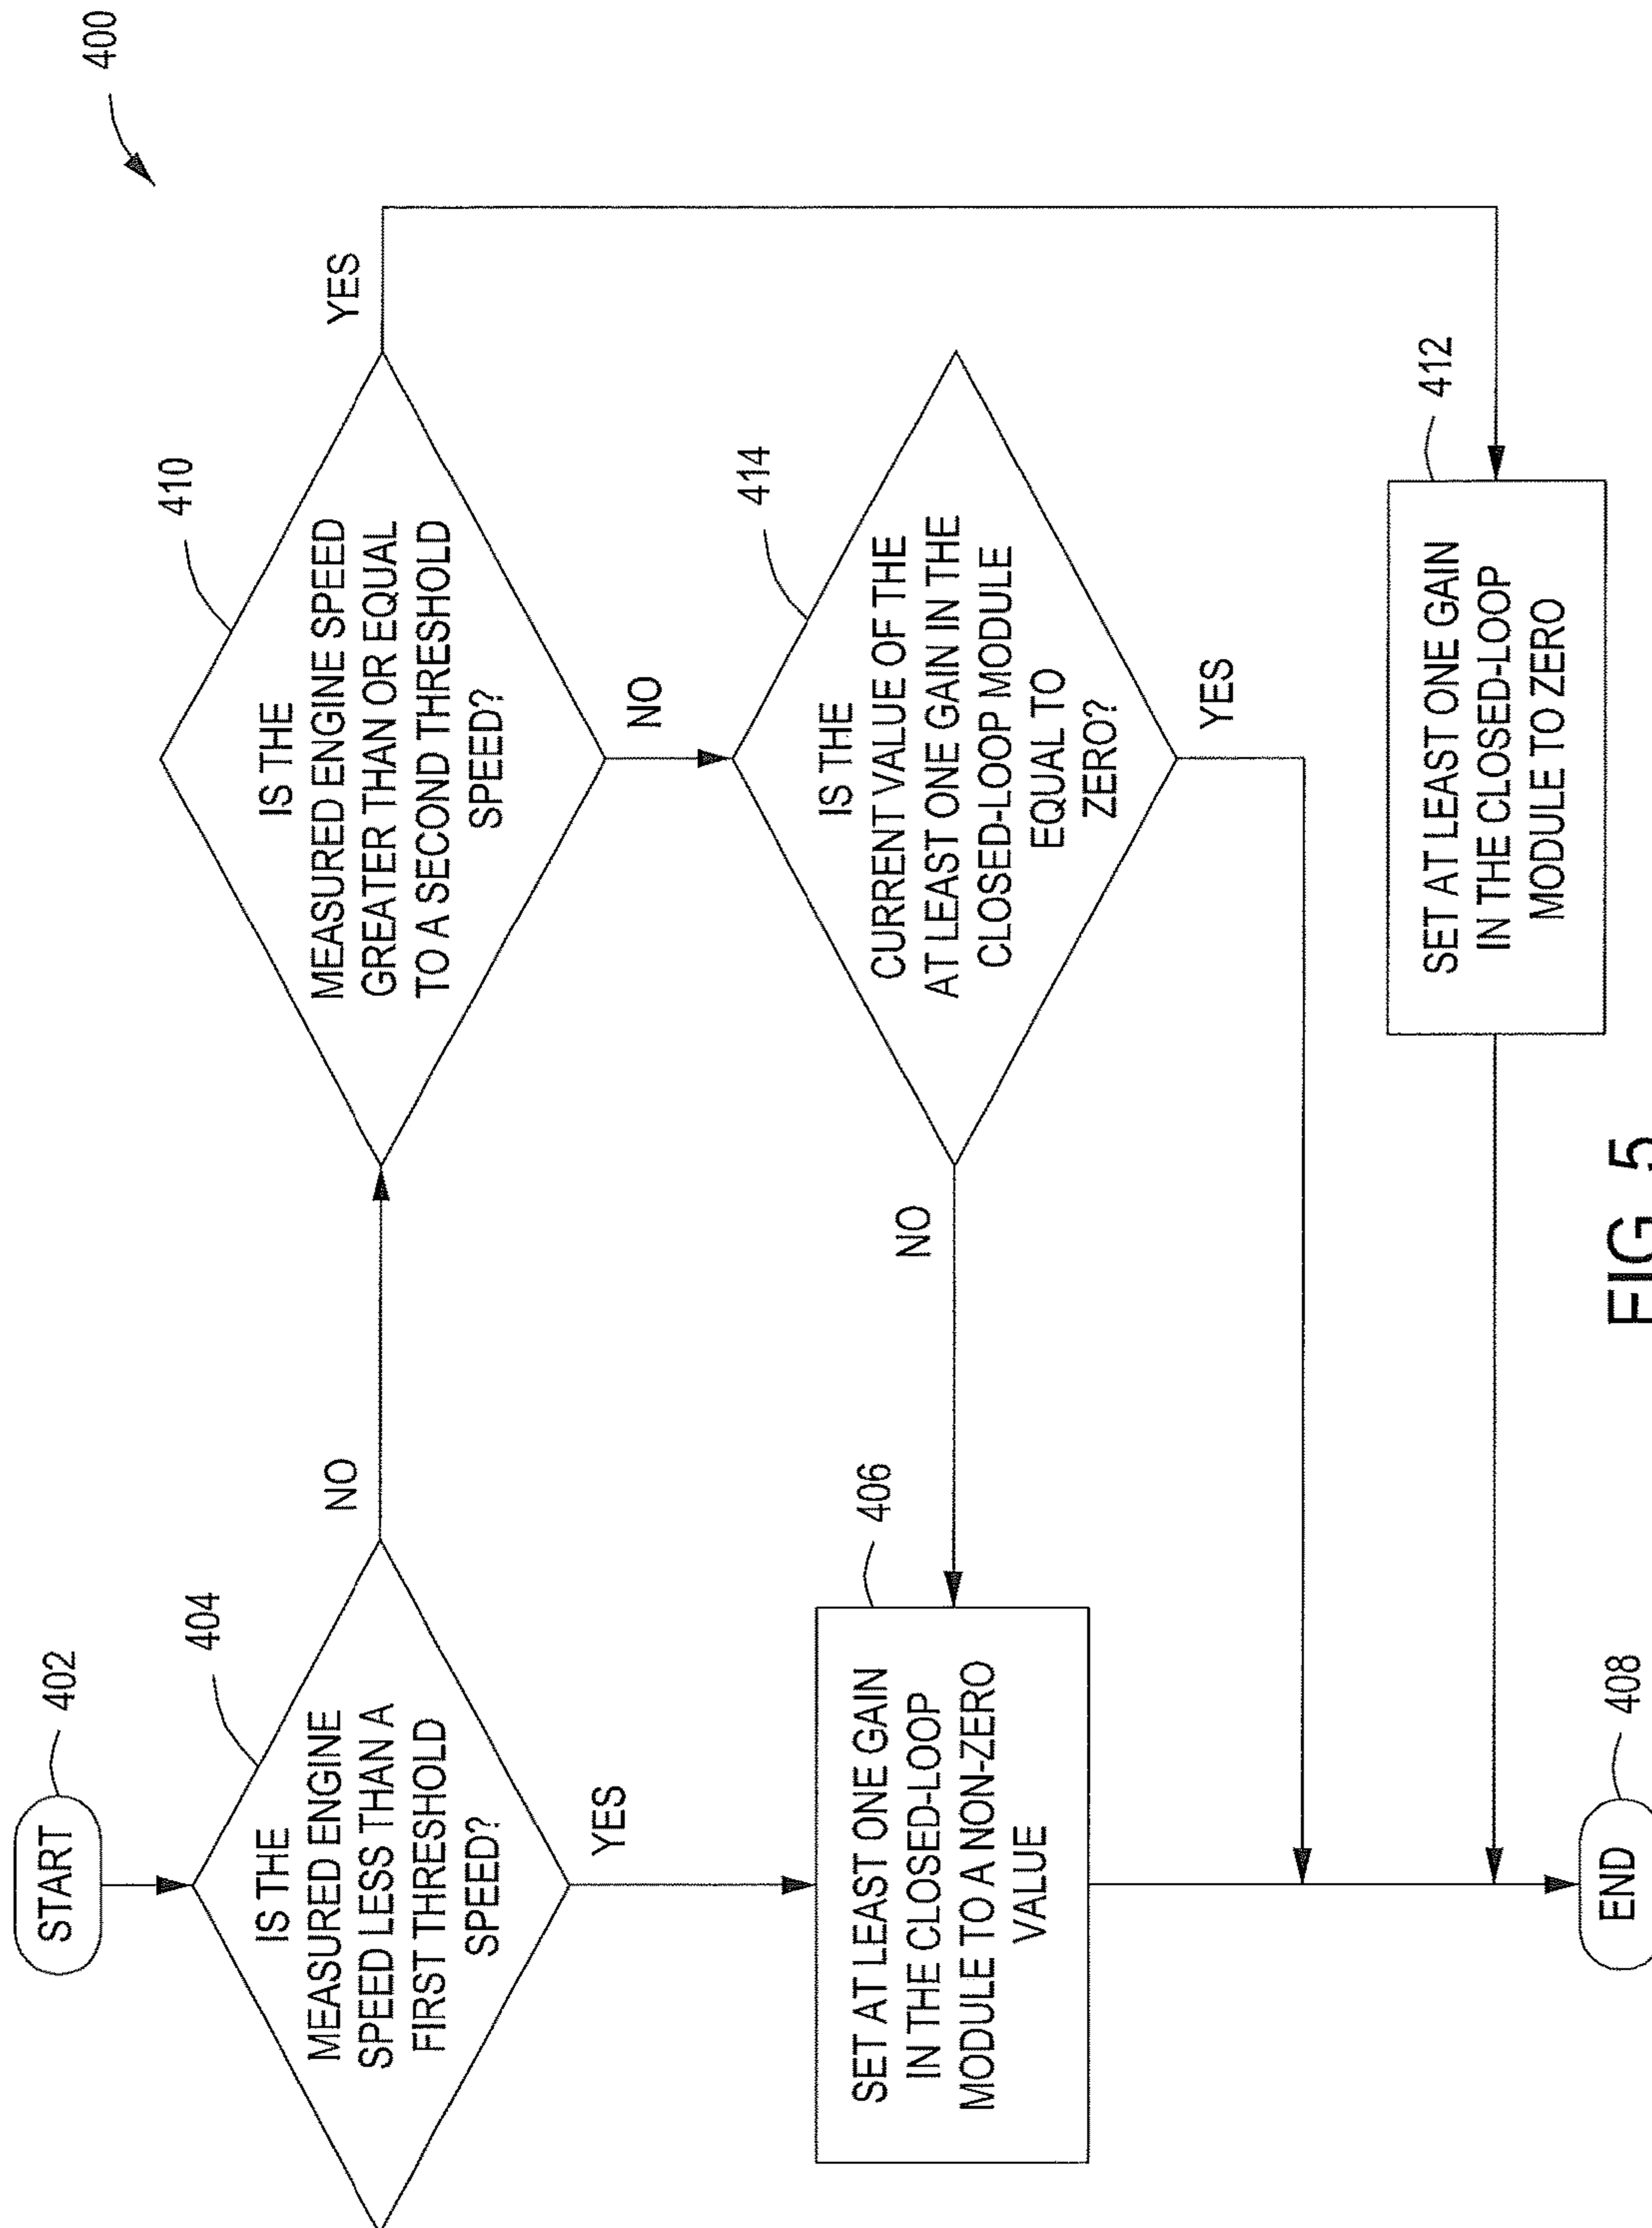 400
START
402
IS THE
MEASURED ENGINE
SPEED LESS THAN A
FIRST THRESHOLD
SPEED?
404
NO
YES
IS THE
MEASURED ENGINE SPEED
GREATER THAN OR EQUAL
TO A SECOND THRESHOLD
SPEED?
410
YES
NO
IS THE
CURRENT VALUE OF THE
AT LEAST ONE GAIN IN THE
CLOSED-LOOP MODULE
EQUAL TO
ZERO?
414
NO
YES
SET AT LEAST ONE GAIN
IN THE CLOSED-LOOP
MODULE TO A NON-ZERO
VALUE
406
SET AT LEAST ONE GAIN
IN THE CLOSED-LOOP
MODULE TO ZERO
412
END
408
FIG. 5